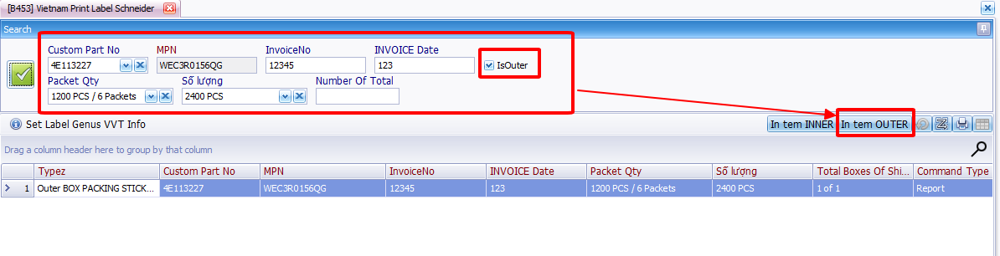 [B453] Vietnam Print Label Schneider
Search
Custom Part No MPN InvoiceNo INVOICE Date
4E113227 WEC3R0156QG 12345 123 IsOuter
Packet Qty Số lượng Number Of Total
1200 PCS / 6 Packets 2400 PCS
Set Label Genus VVT Info In tem INNER In tem OUTER
Drag a column header here to group by that column
Typez Custom Part No MPN InvoiceNo INVOICE Date Packet Qty Số lượng Total Boxes Of Shi... Command Type
1 Outer BOX PACKING STICK... 4E113227 WEC3R0156QG 12345 123 1200 PCS / 6 Packets 2400 PCS 1 of 1 Report